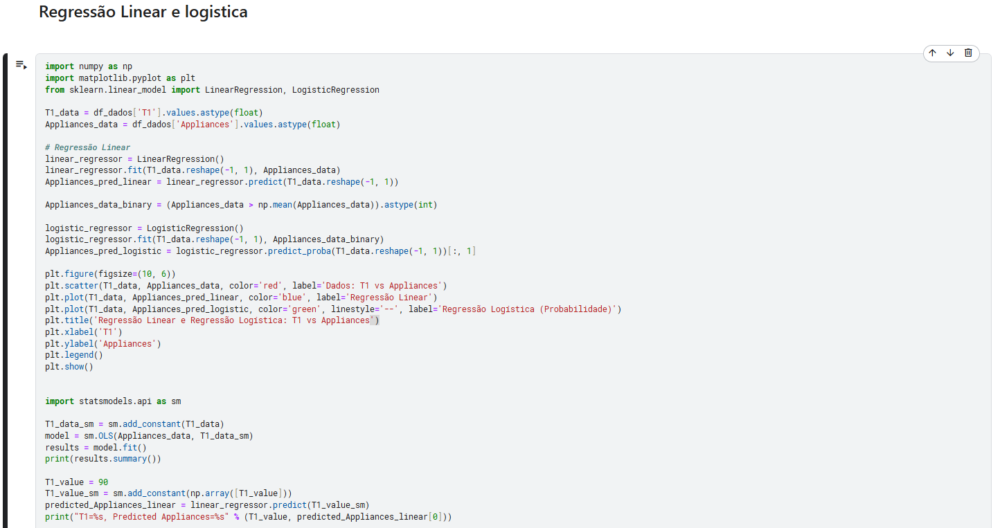 Regressão Linear e logistica
import numpy as np
import matplotlib.pyplot as plt
from sklearn.linear_model import LinearRegression, LogisticRegression
T1_data = df_dados['T1'].values.astype(float)
Appliances_data = df_dados['Appliances'].values.astype(float)
# Regressão Linear
linear_regressor = LinearRegression()
linear_regressor.fit(T1_data.reshape(-1, 1), Appliances_data)
Appliances_pred_linear = linear_regressor.predict(T1_data.reshape(-1, 1))
Appliances_data_binary = (Appliances_data > np.mean(Appliances_data)).astype(int)
logistic_regressor = LogisticRegression()
logistic_regressor.fit(T1_data.reshape(-1, 1), Appliances_data_binary)
Appliances_pred_logistic = logistic_regressor.predict_proba(T1_data.reshape(-1, 1))[:, 1]
plt.figure(figsize=(10, 6))
plt.scatter(T1_data, Appliances_data, color='red', label='Dados: T1 vs Appliances')
plt.plot(T1_data, Appliances_pred_linear, color='blue', label='Regressão Linear')
plt.plot(T1_data, Appliances_pred_logistic, color='green', linestyle='--', label='Regressão Logística (Probabilidade)')
plt.title('Regressão Linear e Regressão Logística: T1 vs Appliances')
plt.xlabel('T1')
plt.ylabel('Appliances')
plt.legend()
plt.show()
import statsmodels.api as sm
T1_data_sm = sm.add_constant(T1_data)
model = sm.OLS(Appliances_data, T1_data_sm)
results = model.fit()
print(results.summary())
T1_value = 90
T1_value_sm = sm.add_constant(np.array([T1_value]))
predicted_Appliances_linear = linear_regressor.predict(T1_value_sm)
print("T1=%s, Predicted Appliances=%s" % (T1_value, predicted_Appliances_linear[0]))